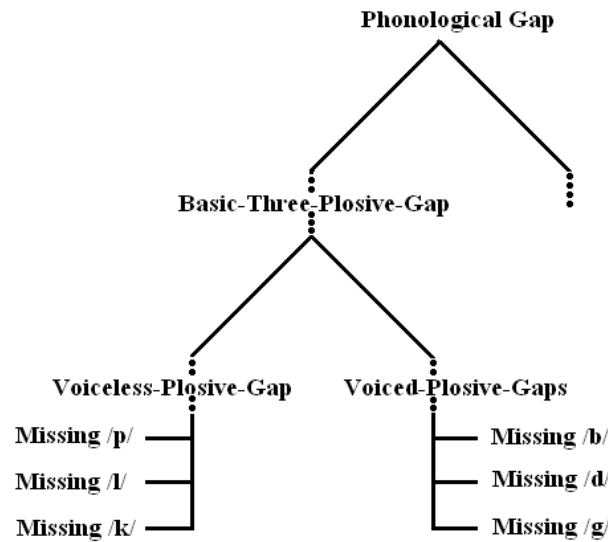 Phonological Gap
Basic-Three-Plosive-Gap
Voiceless-Plosive-Gap
Voiced-Plosive-Gaps
Missing /p/
Missing /b/
Missing /l/
Missing /d/
Missing /k/
Missing /g/